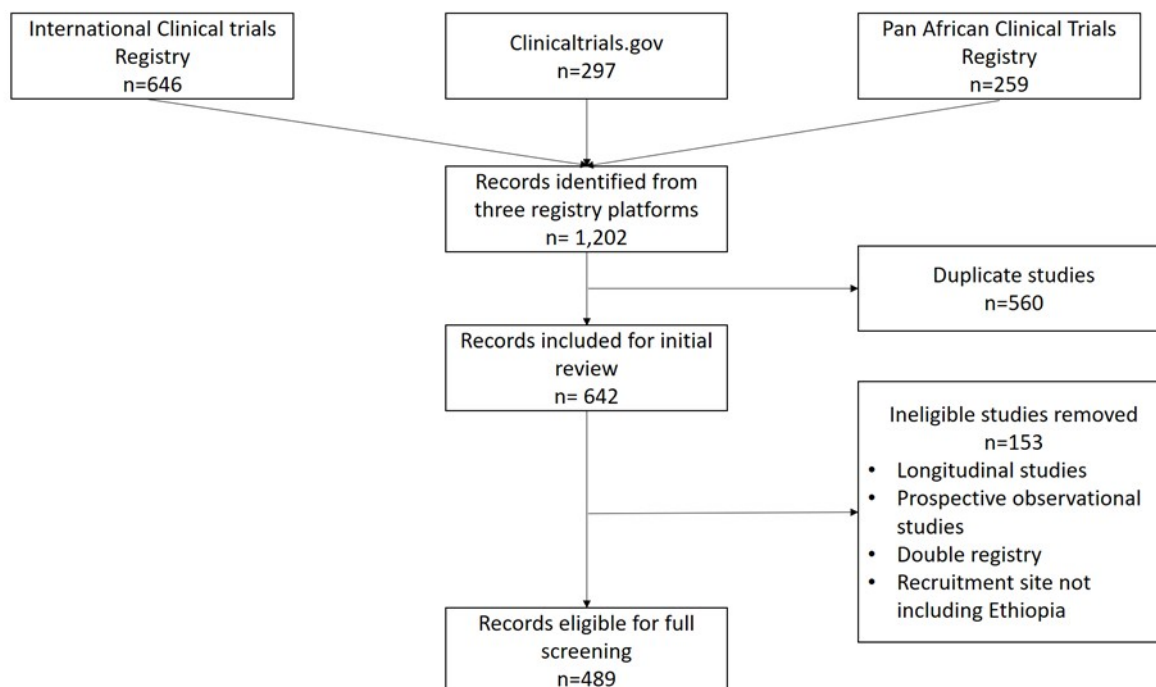 International Clinical trials
Registry
n=646
Clinicaltrials.gov
n=297
Pan African Clinical Trials
Registry
n=259
Records identified from
three registry platforms
n= 1,202
Duplicate studies
n=560
Records included for initial
review
n= 642
Ineligible studies removed
n=153
• Longitudinal studies
• Prospective observational
studies
• Double registry
• Recruitment site not
including Ethiopia
Records eligible for full
screening
n=489